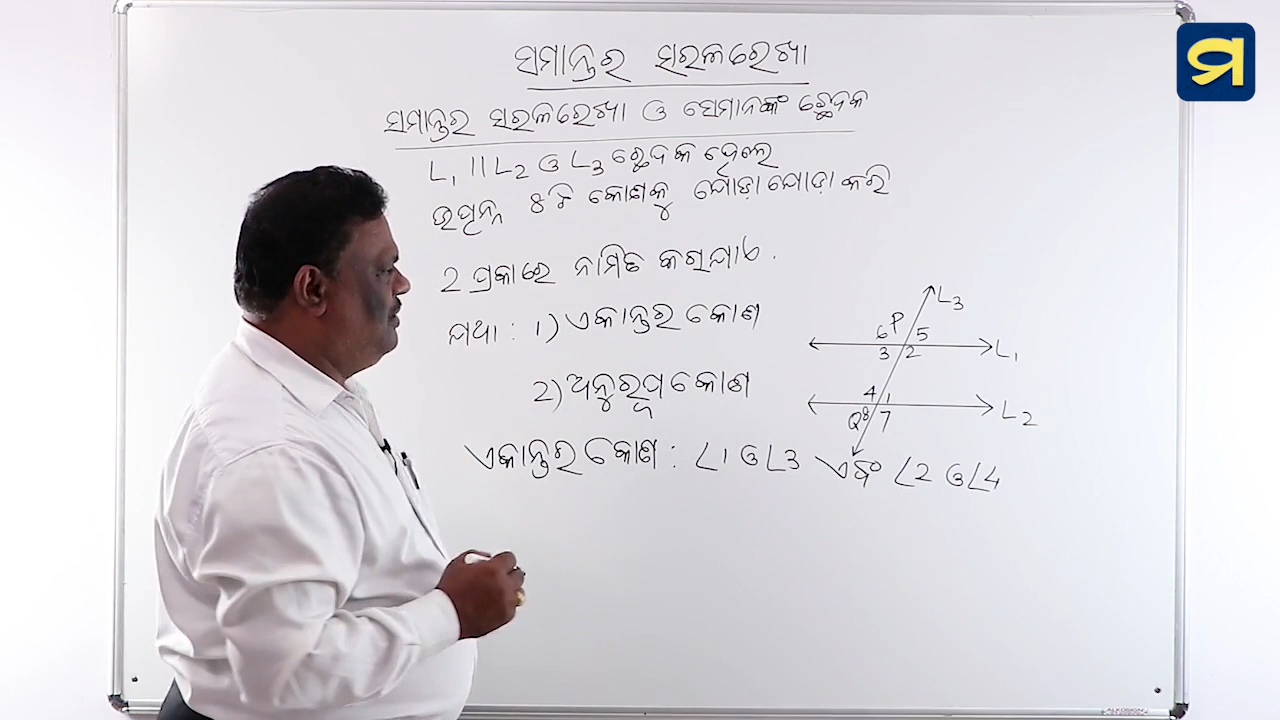 ସମାନ୍ତର ସରଳରେଖା
ସମାନ୍ତର ସରଳରେଖା ଓ ସେମାନଙ୍କ ଛେଦକ
L₁ || L₂ ଓ L₃ ଛେଦକ ହେଲେ
ଉତ୍ପନ୍ନ ୫ଟି କୋଣକୁ ଯୋଡ଼ା ଯୋଡ଼ା କରି
2 ପ୍ରକାରେ ନାମିତ କରାଯାଏ.
ଯଥା : 1) ଏକାନ୍ତର କୋଣ
2) ଅନୁରୂପ କୋଣ
ଏକାନ୍ତର କୋଣ : ∠1 ଓ ∠3 ଏବଂ ∠2 ଓ ∠4
L₃
6 P 5
3 2 L₁
4 1
Q 8 7 L₂
ସ